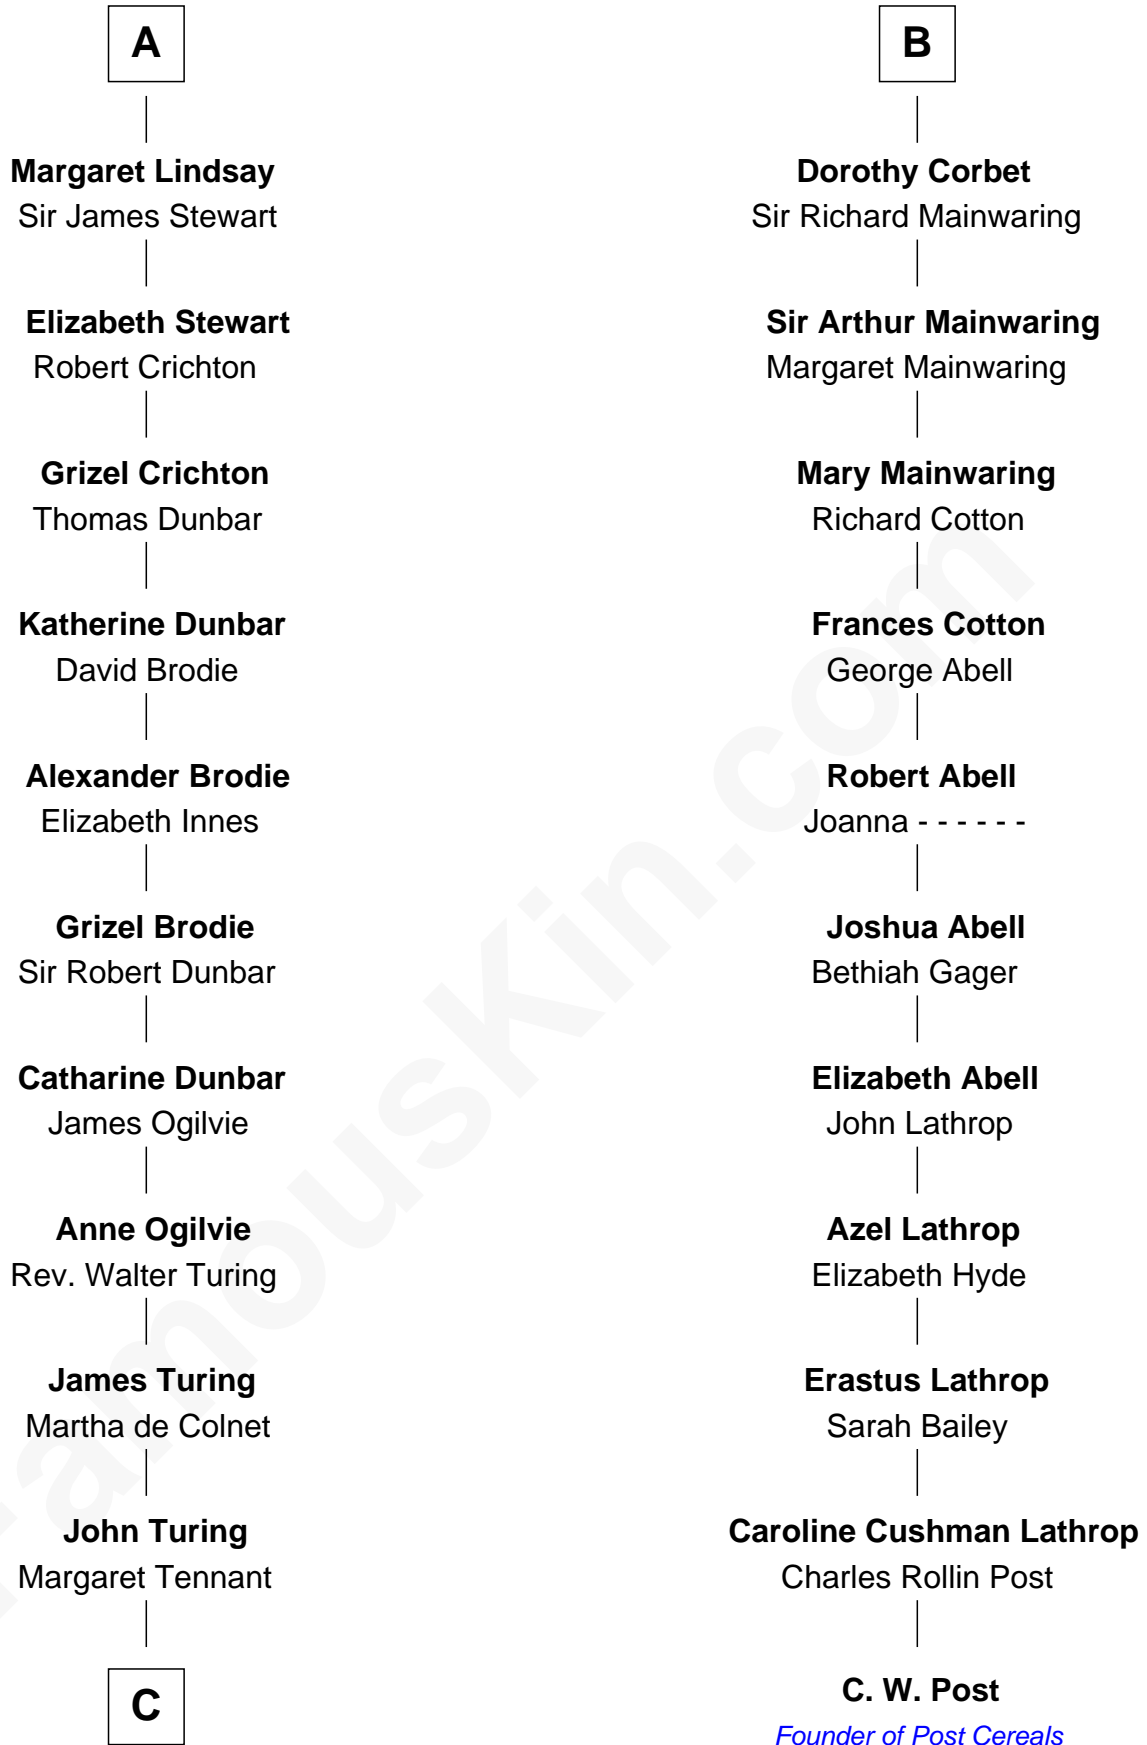 A
Margaret Lindsay
Sir James Stewart
Elizabeth Stewart
Robert Crichton
Grizel Crichton
Thomas Dunbar
Katherine Dunbar
David Brodie
Alexander Brodie
Elizabeth Innes
Grizel Brodie
Sir Robert Dunbar
Catharine Dunbar
James Ogilvie
Anne Ogilvie
Rev. Walter Turing
James Turing
Martha de Colnet
John Turing
Margaret Tennant
C
B
Dorothy Corbet
Sir Richard Mainwaring
Sir Arthur Mainwaring
Margaret Mainwaring
Mary Mainwaring
Richard Cotton
Frances Cotton
George Abell
Robert Abell
Joanna - - - - - -
Joshua Abell
Bethiah Gager
Elizabeth Abell
John Lathrop
Azel Lathrop
Elizabeth Hyde
Erastus Lathrop
Sarah Bailey
Caroline Cushman Lathrop
Charles Rollin Post
C. W. Post
Founder of Post Cereals
FamousKin.com